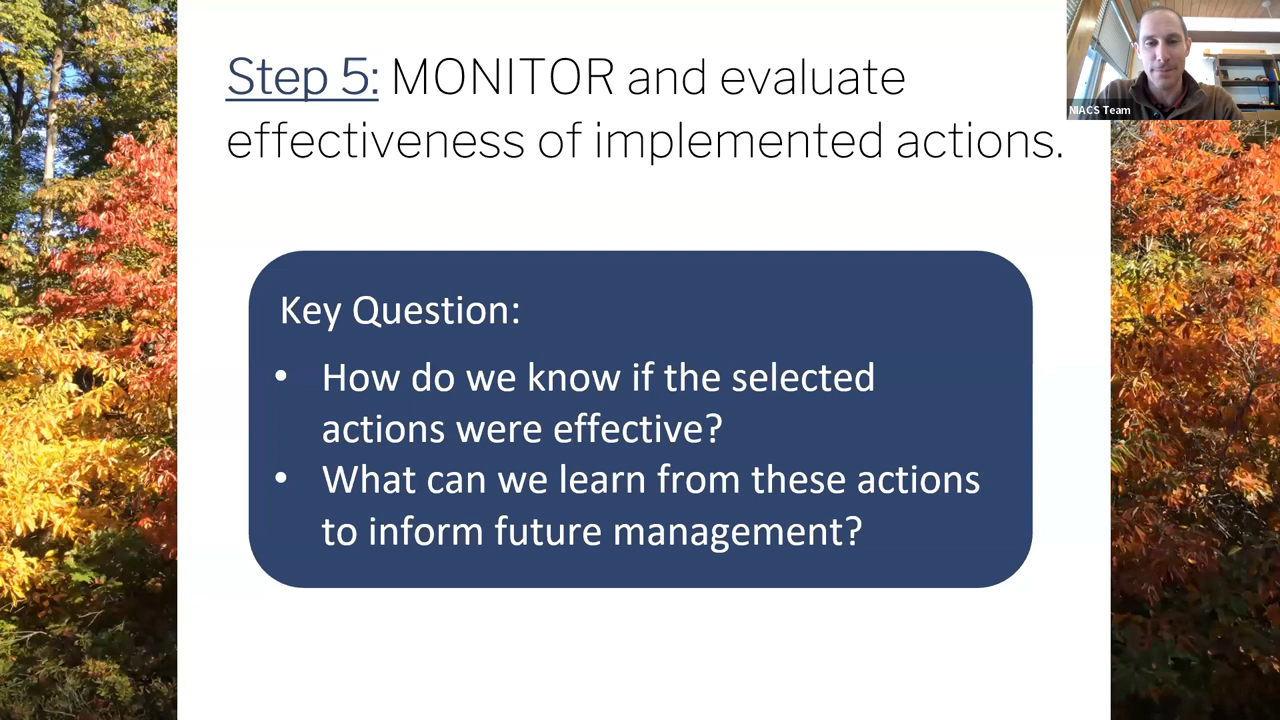 Step 5: MONITOR and evaluate
effectiveness of implemented actions.
NIACS Team
Key Question:
• How do we know if the selected
actions were effective?
• What can we learn from these actions
to inform future management?